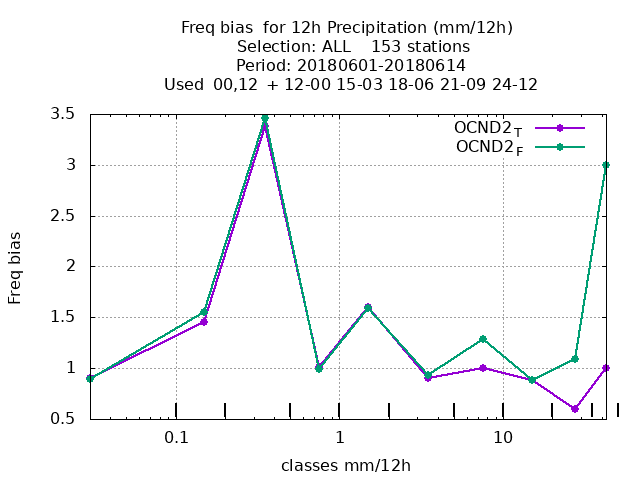 Freq bias  for 12h Precipitation (mm/12h)
Selection: ALL    153 stations
Period: 20180601-20180614
Used  00,12  + 12-00 15-03 18-06 21-09 24-12
OCND2T
OCND2F
3.5
3
2.5
2
1.5
1
0.5
Freq bias
0.1 1 10
classes mm/12h